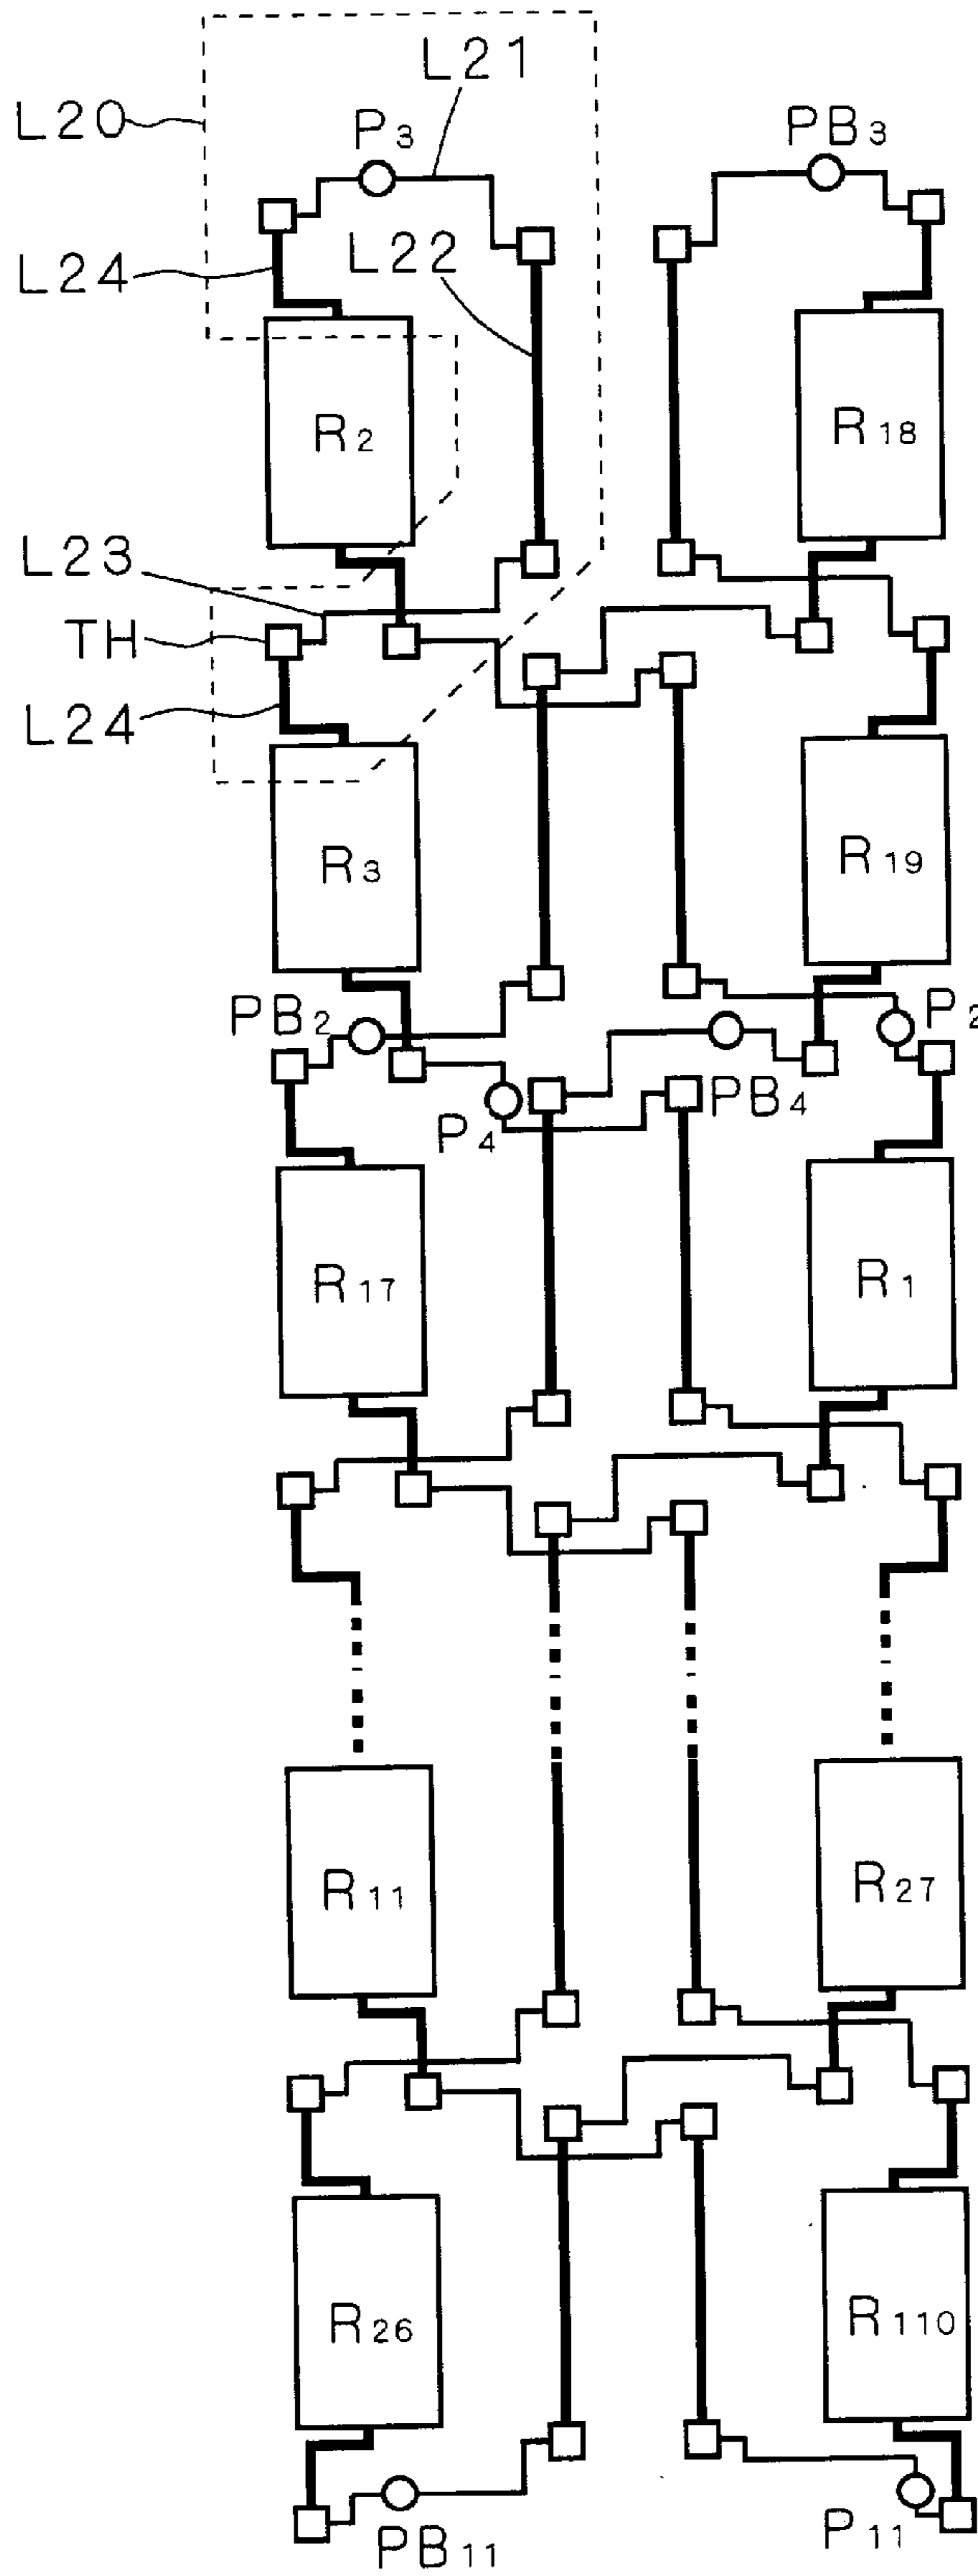 L21
L20
P3
PB3
L22
L24
R2
R18
L23
TH
L24
R3
R19
PB2
P2
PB4
P4
R17
R1
R11
R27
R26
R110
P11
PB11